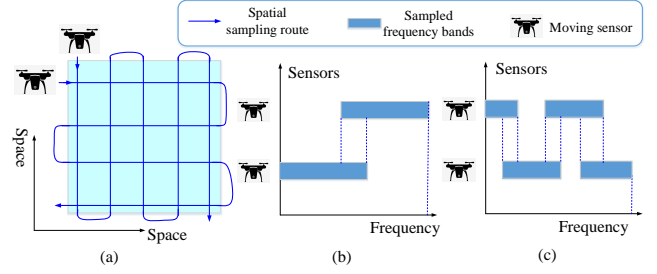 Spatial
sampling route
Sampled
frequency bands
Moving sensor
Space
Space
(a)
Sensors
Frequency
(b)
Sensors
Frequency
(c)